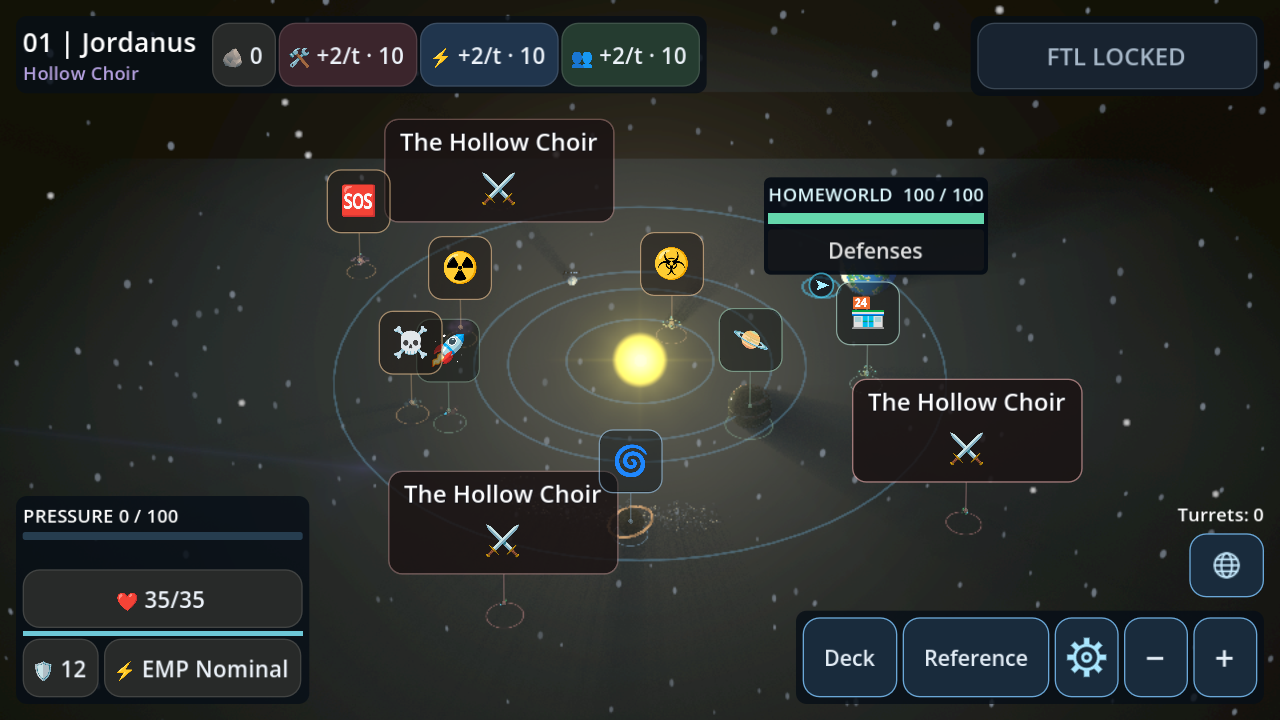 01 | Jordanus
Hollow Choir
0
+2/t · 10
+2/t · 10
+2/t · 10
FTL LOCKED
The Hollow Choir
SOS
HOMEWORLD 100 / 100
Defenses
24
The Hollow Choir
The Hollow Choir
PRESSURE 0 / 100
35/35
12
EMP Nominal
Turrets: 0
Deck
Reference
−
+